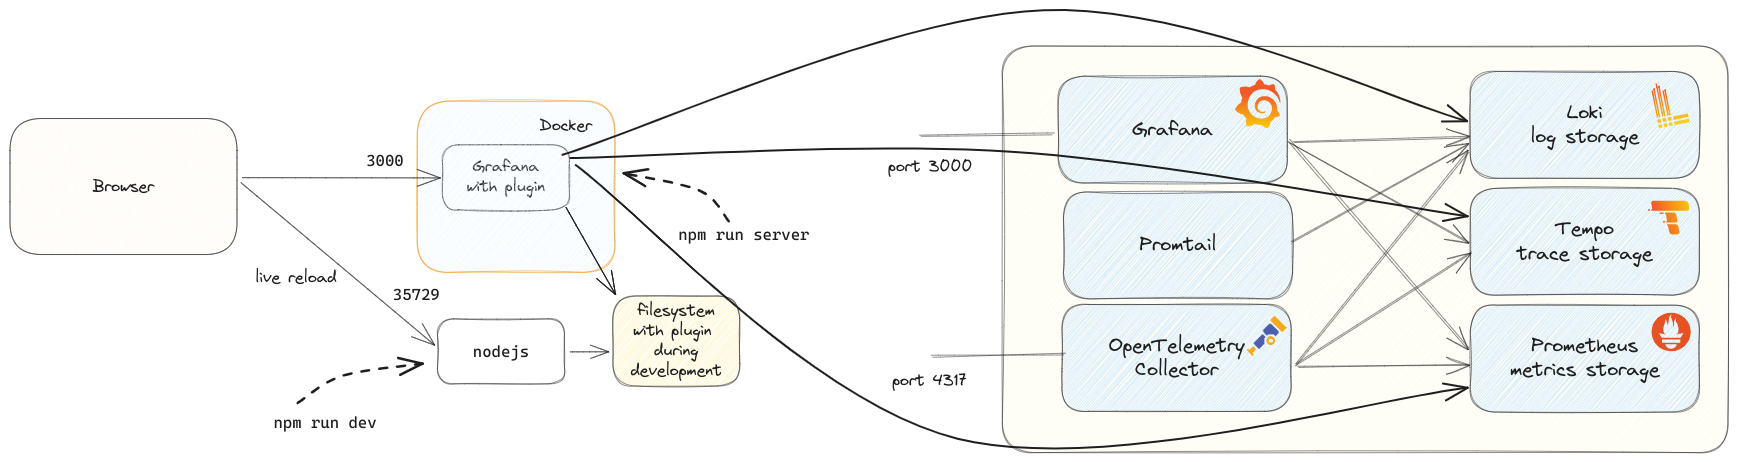 Browser
3000
live reload
35729
npm run dev
nodejs
Docker
Grafana
with plugin
npm run server
filesystem
with plugin
during
development
port 3000
port 4317
Grafana
Promtail
OpenTelemetry
Collector
Loki
log storage
Tempo
trace storage
Prometheus
metrics storage